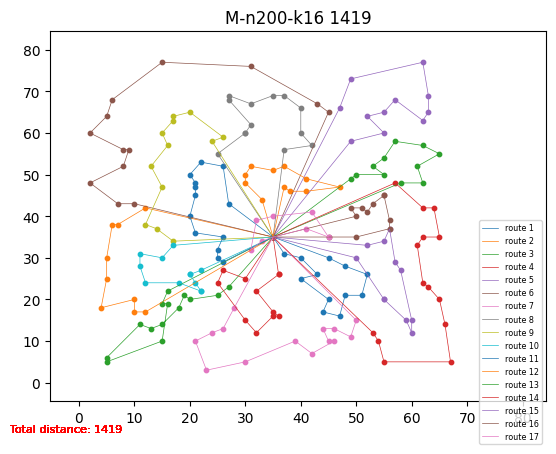 M-n200-k16 1419
80
70
60
50
40
30
20
10
0
0
10
20
30
40
50
60
70
80
route 1
route 2
route 3
route 4
route 5
route 6
route 7
route 8
route 9
route 10
route 11
route 12
route 13
route 14
route 15
route 16
route 17
Total distance: 1419